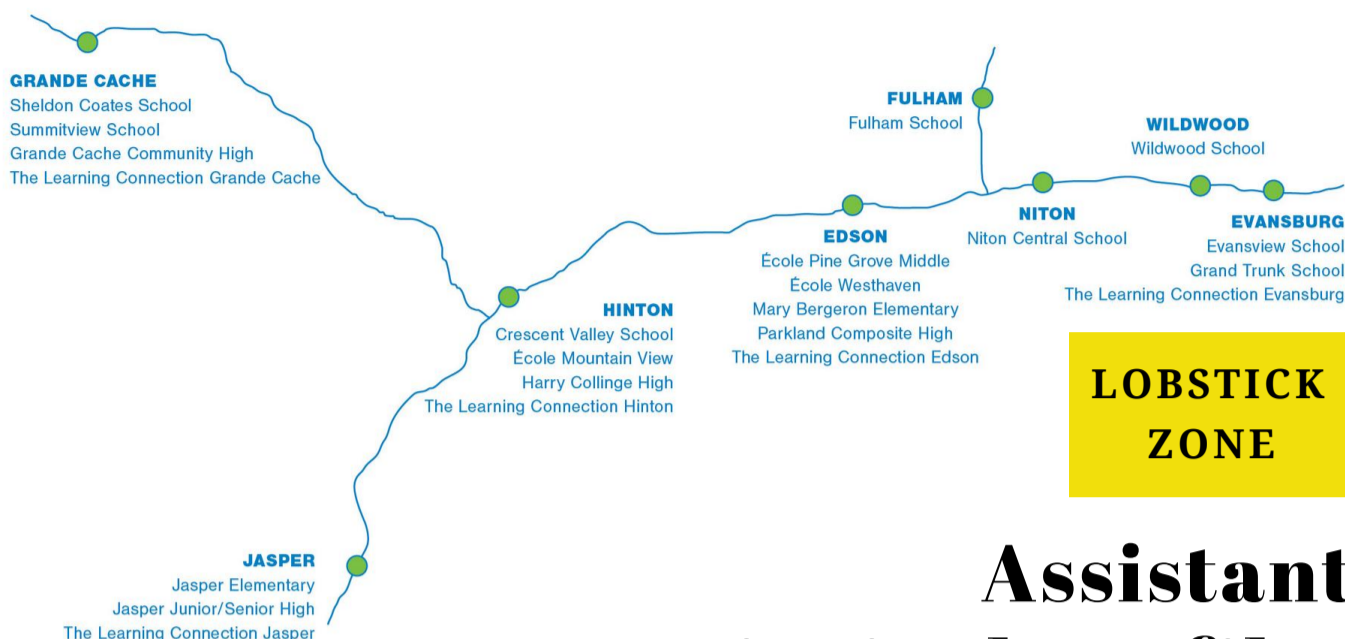 GRANDE CACHE
Sheldon Coates School
Summitview School
Grande Cache Community High
The Learning Connection Grande Cache
FULHAM
Fulham School
WILDWOOD
Wildwood School
NITON
Niton Central School
EVANSBURG
Evansview School
Grand Trunk School
The Learning Connection Evansburg
EDSON
École Pine Grove Middle
École Westhaven
Mary Bergeron Elementary
Parkland Composite High
The Learning Connection Edson
HINTON
Crescent Valley School
École Mountain View
Harry Collinge High
The Learning Connection Hinton
LOBSTICK
ZONE
JASPER
Jasper Elementary
Jasper Junior/Senior High
The Learning Connection Jasper
Assistant